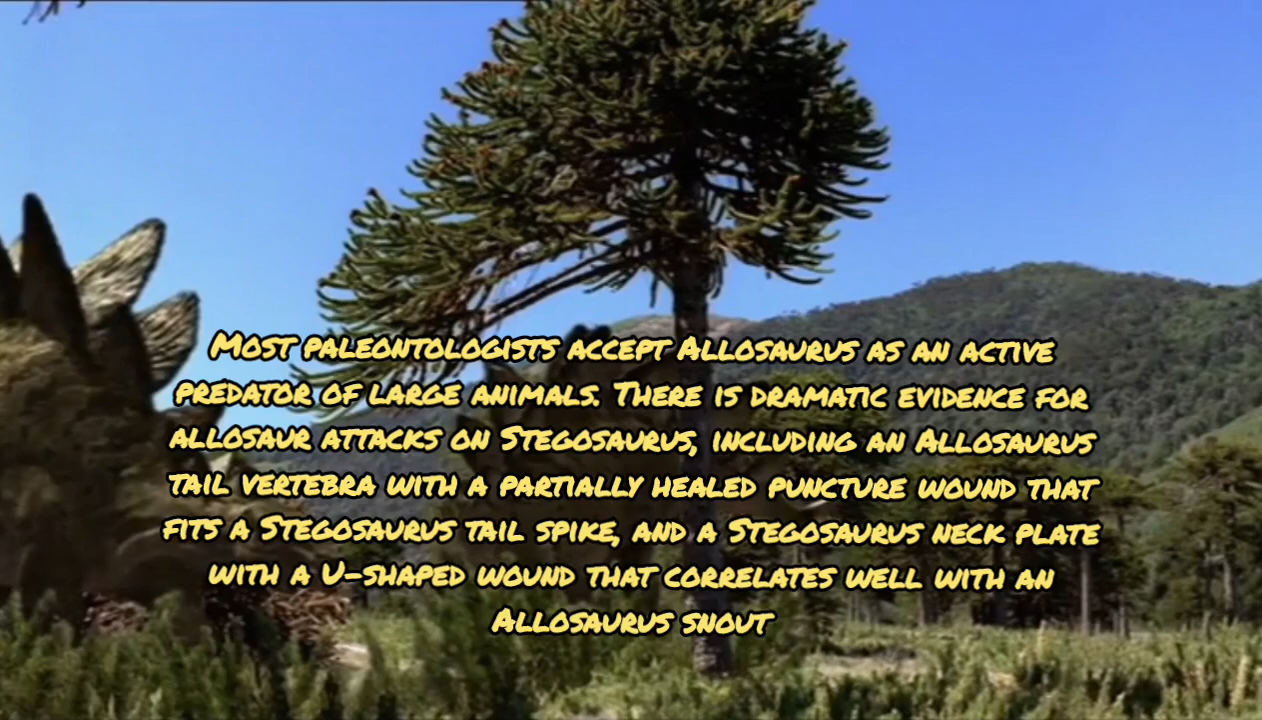 Most paleontologists accept Allosaurus as an active
predator of large animals. There is dramatic evidence for
allosaur attacks on Stegosaurus, including an Allosaurus
tail vertebra with a partially healed puncture wound that
fits a Stegosaurus tail spike, and a Stegosaurus neck plate
with a U-shaped wound that correlates well with an
Allosaurus snout